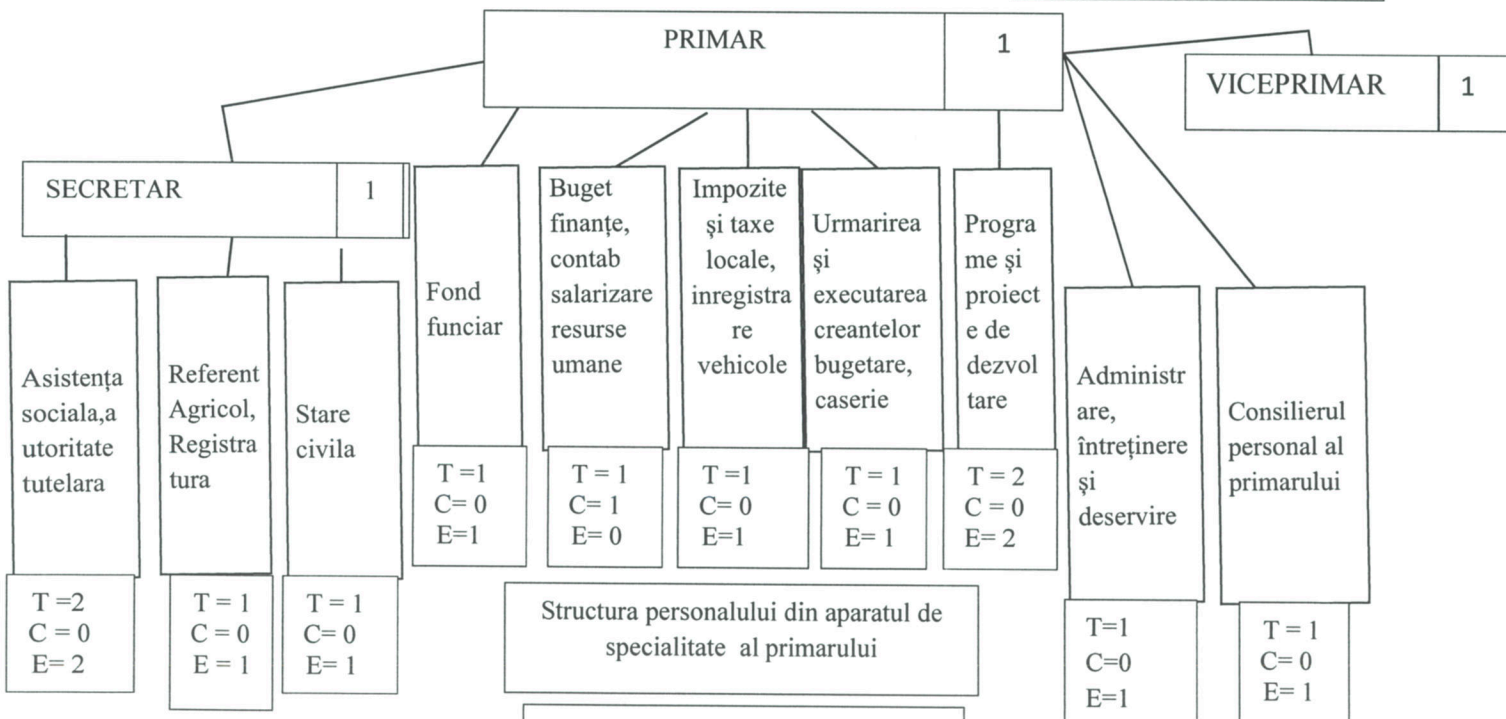 PRIMAR 1
VICEPRIMAR 1
SECRETAR 1
Asistența
sociala,a
utoritate
tutelara
T =2
C = 0
E= 2
Referent
Agricol,
Registra
tura
T = 1
C = 0
E = 1
Stare
civila
T = 1
C= 0
E= 1
Fond
funciar
T =1
C= 0
E=1
Buget
finanțe,
contab
salarizare
resurse
umane
T = 1
C= 1
E= 0
Impozite
și taxe
locale,
inregistra
re
vehicole
T =1
C= 0
E=1
Urmarirea
și
executarea
creantelor
bugetare,
caserie
T = 1
C = 0
E= 1
Progra
me și
proiect
e de
dezvol
tare
T = 2
C = 0
E= 2
Administr
are,
întreținere
și
deservire
T=1
C=0
E=1
Consilierul
personal al
primarului
T = 1
C= 0
E= 1
Structura personalului din aparatul de
specialitate al primarului